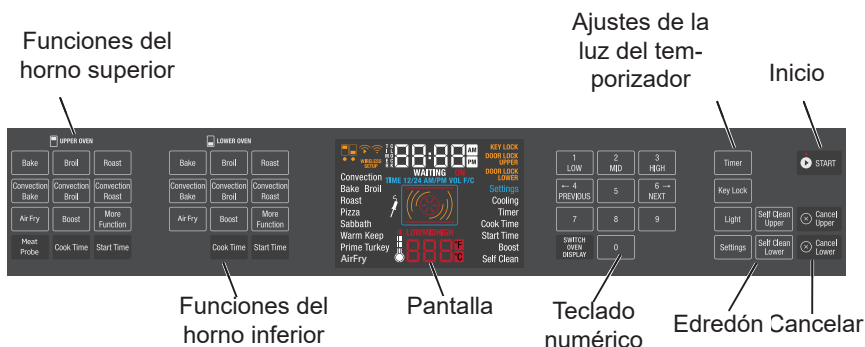 Funciones del
horno superior
Ajustes de la
luz del tem-
porizador
Inicio
UPPER OVEN
Bake Broil Roast
Convection Bake Convection Broil Convection Roast
Air Fry Boost More Function
Meat Probe Cook Time Start Time
LOWER OVEN
Bake Broil Roast
Convection Bake Convection Broil Convection Roast
Air Fry Boost More Function
Cook Time Start Time
WIRELESS SETUP
88:88 AM PM
WAITING ON
TIME 12/24 AM/PM VOL F/C
KEY LOCK
DOOR LOCK UPPER
DOOR LOCK LOWER
Convection
Bake Broil
Roast
Pizza
Sabbath
Warm Keep
Prime Turkey
AirFry
LOWMIDHIGH
888 °F °C
Settings
Cooling
Timer
Cook Time
Start Time
Boost
Self Clean
1 LOW 2 MID 3 HIGH
← 4 PREVIOUS 5 6 → NEXT
7 8 9
SWITCH OVEN DISPLAY 0
Timer
Key Lock
Light Self Clean Upper
Settings Self Clean Lower
START
Cancel Upper
Cancel Lower
Funciones del
horno inferior
Pantalla
Teclado
numérico
Edredón
Cancelar